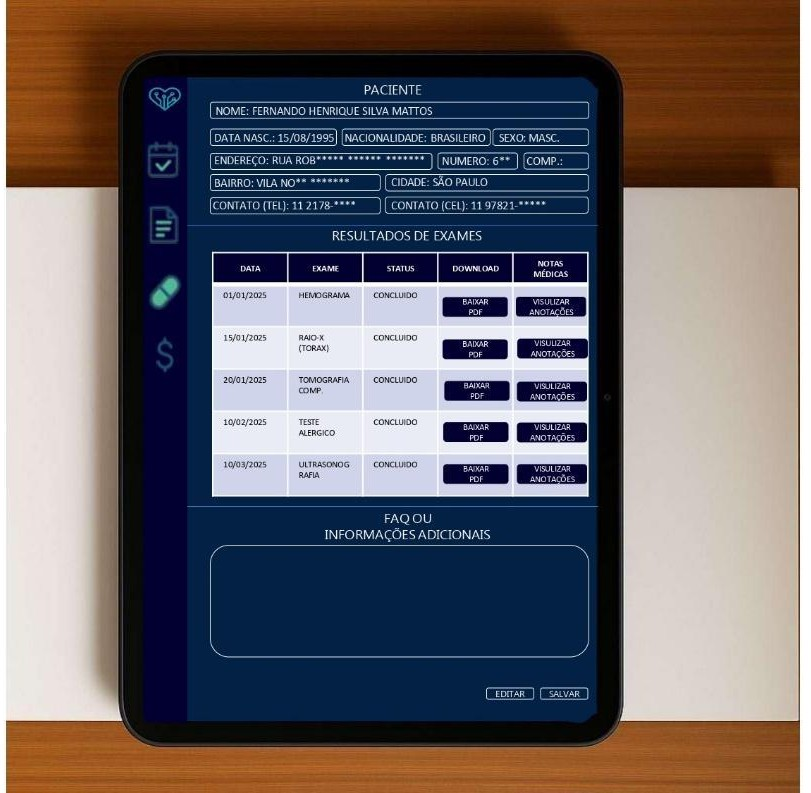 PACIENTE
NOME: FERNANDO HENRIQUE SILVA MATTOS
DATA NASC.: 15/08/1995 NACIONALIDADE: BRASILEIRO SEXO: MASC.
ENDEREÇO: RUA ROB***** ****** ******* NUMERO: 6** COMP.:
BAIRRO: VILA NO** ******* CIDADE: SÃO PAULO
CONTATO (TEL): 11 2178-**** CONTATO (CEL): 11 97821-*****
RESULTADOS DE EXAMES
DATA EXAME STATUS DOWNLOAD NOTAS
MÉDICAS
01/01/2025 HEMOGRAMA CONCLUIDO BAIXAR VISULIZAR
PDF ANOTAÇÕES
15/01/2025 RAIO-X CONCLUIDO BAIXAR VISULIZAR
(TORAX) PDF ANOTAÇÕES
20/01/2025 TOMOGRAFIA CONCLUIDO BAIXAR VISULIZAR
COMP. PDF ANOTAÇÕES
10/02/2025 TESTE CONCLUIDO BAIXAR VISULIZAR
ALERGICO PDF ANOTAÇÕES
10/03/2025 ULTRASONOG CONCLUIDO BAIXAR VISULIZAR
RAFIA PDF ANOTAÇÕES
FAQ OU
INFORMAÇÕES ADICIONAIS
EDITAR SALVAR